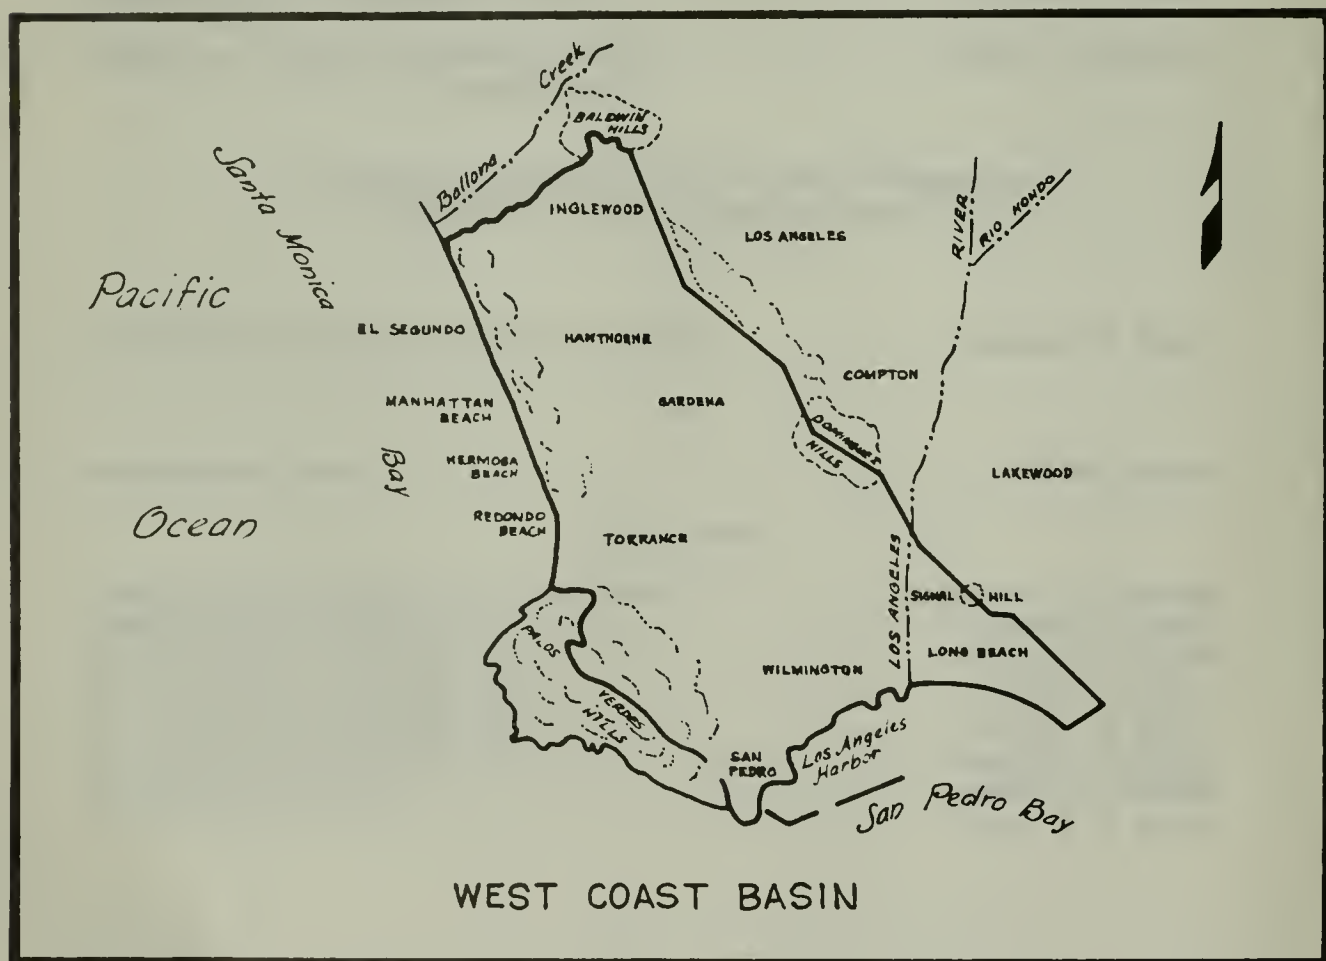 Creek
BALDWIN
HILLS
Ballona
Santa Monica
Bay
INGLEWOOD
LOS ANGELES
RIVER
RIO HONDO
Pacific
Ocean
EL SEGUNDO
HAWTHORNE
MANHATTAN
BEACH
GARDENA
COMPTON
DOMINGUEZ
HILLS
HERMOSA
BEACH
LAKEWOOD
REDONDO
BEACH
TORRANCE
LOS ANGELES
SIGNAL HILL
PALOS
VERDES
HILLS
WILMINGTON
LONG BEACH
SAN
PEDRO
Los Angeles
Harbor
San Pedro Bay
WEST COAST BASIN